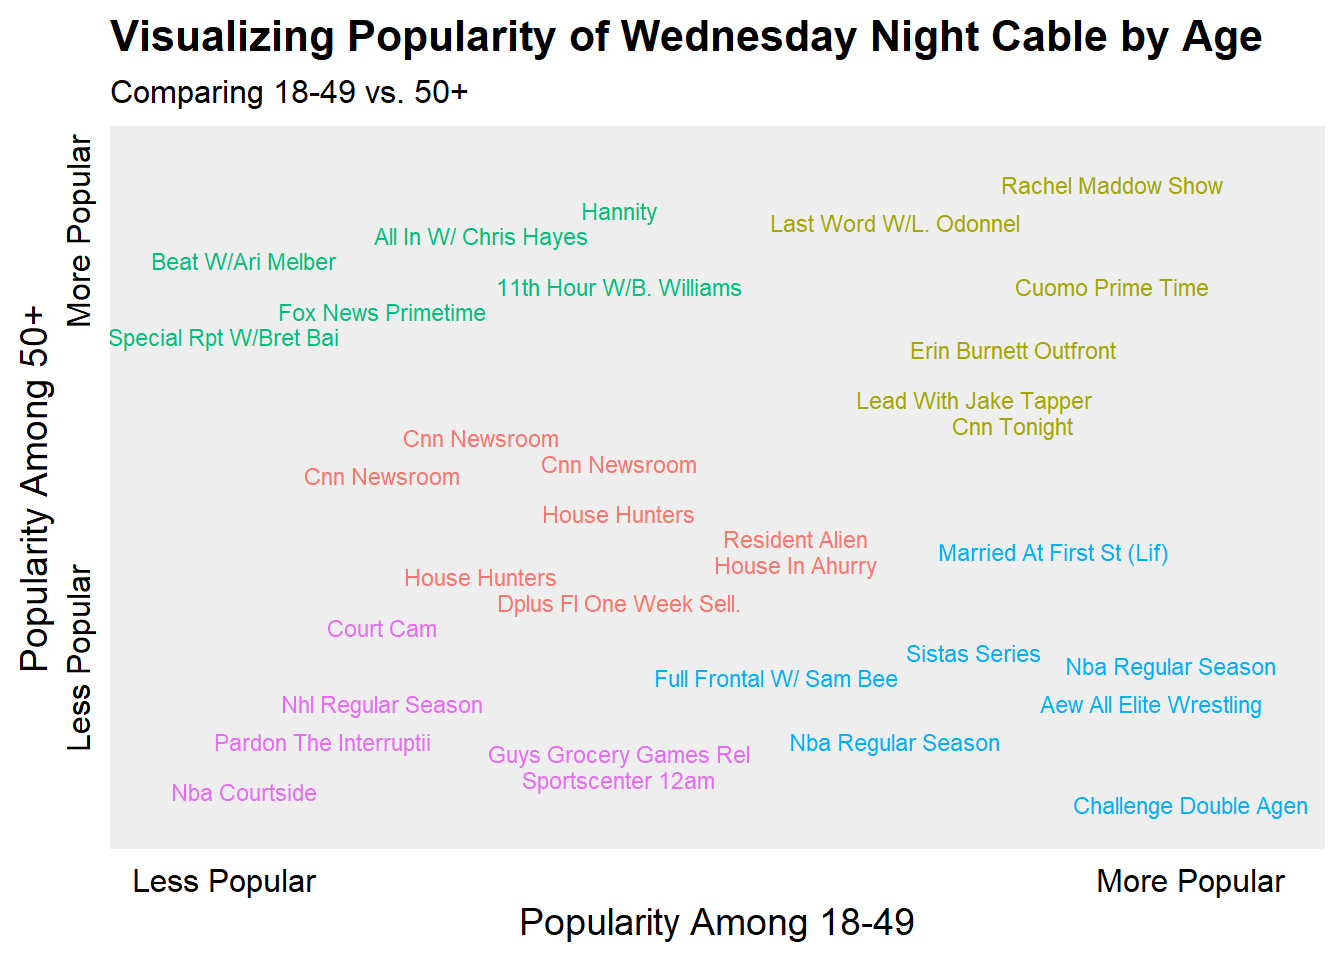 Visualizing Popularity of Wednesday Night Cable by Age
Comparing 18-49 vs. 50+
Popularity Among 50+
More Popular
Less Popular
Rachel Maddow Show
Hannity
Last Word W/L. Odonnel
All In W/ Chris Hayes
Beat W/Ari Melber
11th Hour W/B. Williams
Cuomo Prime Time
Fox News Primetime
Special Rpt W/Bret Bai
Erin Burnett Outfront
Lead With Jake Tapper
Cnn Tonight
Cnn Newsroom
Cnn Newsroom
Cnn Newsroom
House Hunters
Resident Alien
Married At First St (Lif)
House In Ahurry
House Hunters
Dplus Fl One Week Sell.
Court Cam
Sistas Series
Nba Regular Season
Full Frontal W/ Sam Bee
Nhl Regular Season
Aew All Elite Wrestling
Pardon The Interruptii
Nba Regular Season
Guys Grocery Games Rel
Sportscenter 12am
Nba Courtside
Challenge Double Agen
Less Popular
More Popular
Popularity Among 18-49